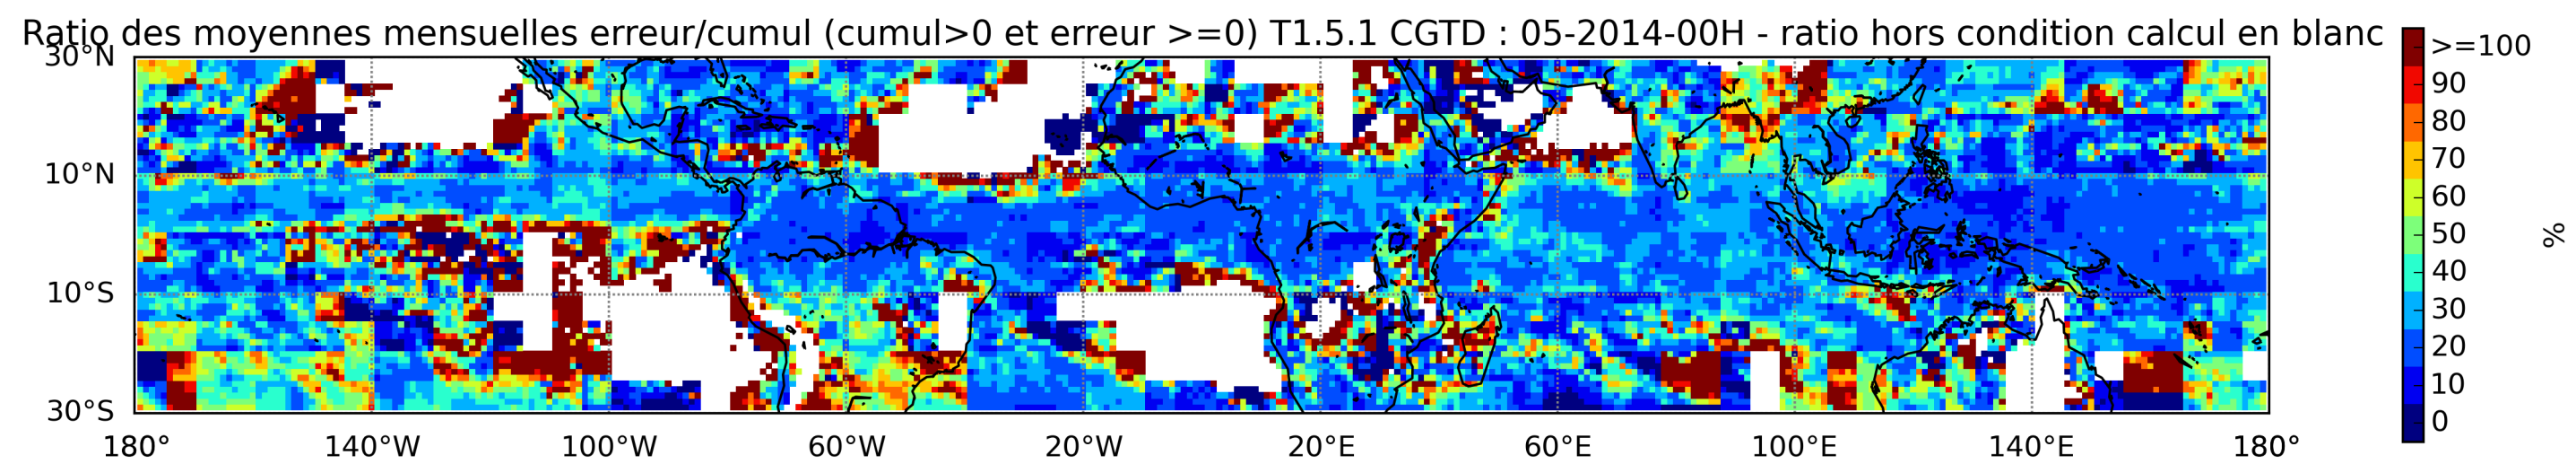 Ratio des moyennes mensuelles erreur/cumul (cumul>0 et erreur >=0) T1.5.1 CGTD : 05-2014-00H - ratio hors condition calcul en blanc
30°N
10°N
10°S
30°S
180° 140°W 100°W 60°W 20°W 20°E 60°E 100°E 140°E 180°
>=100
90
80
70
60
50
40
30
20
10
0
%